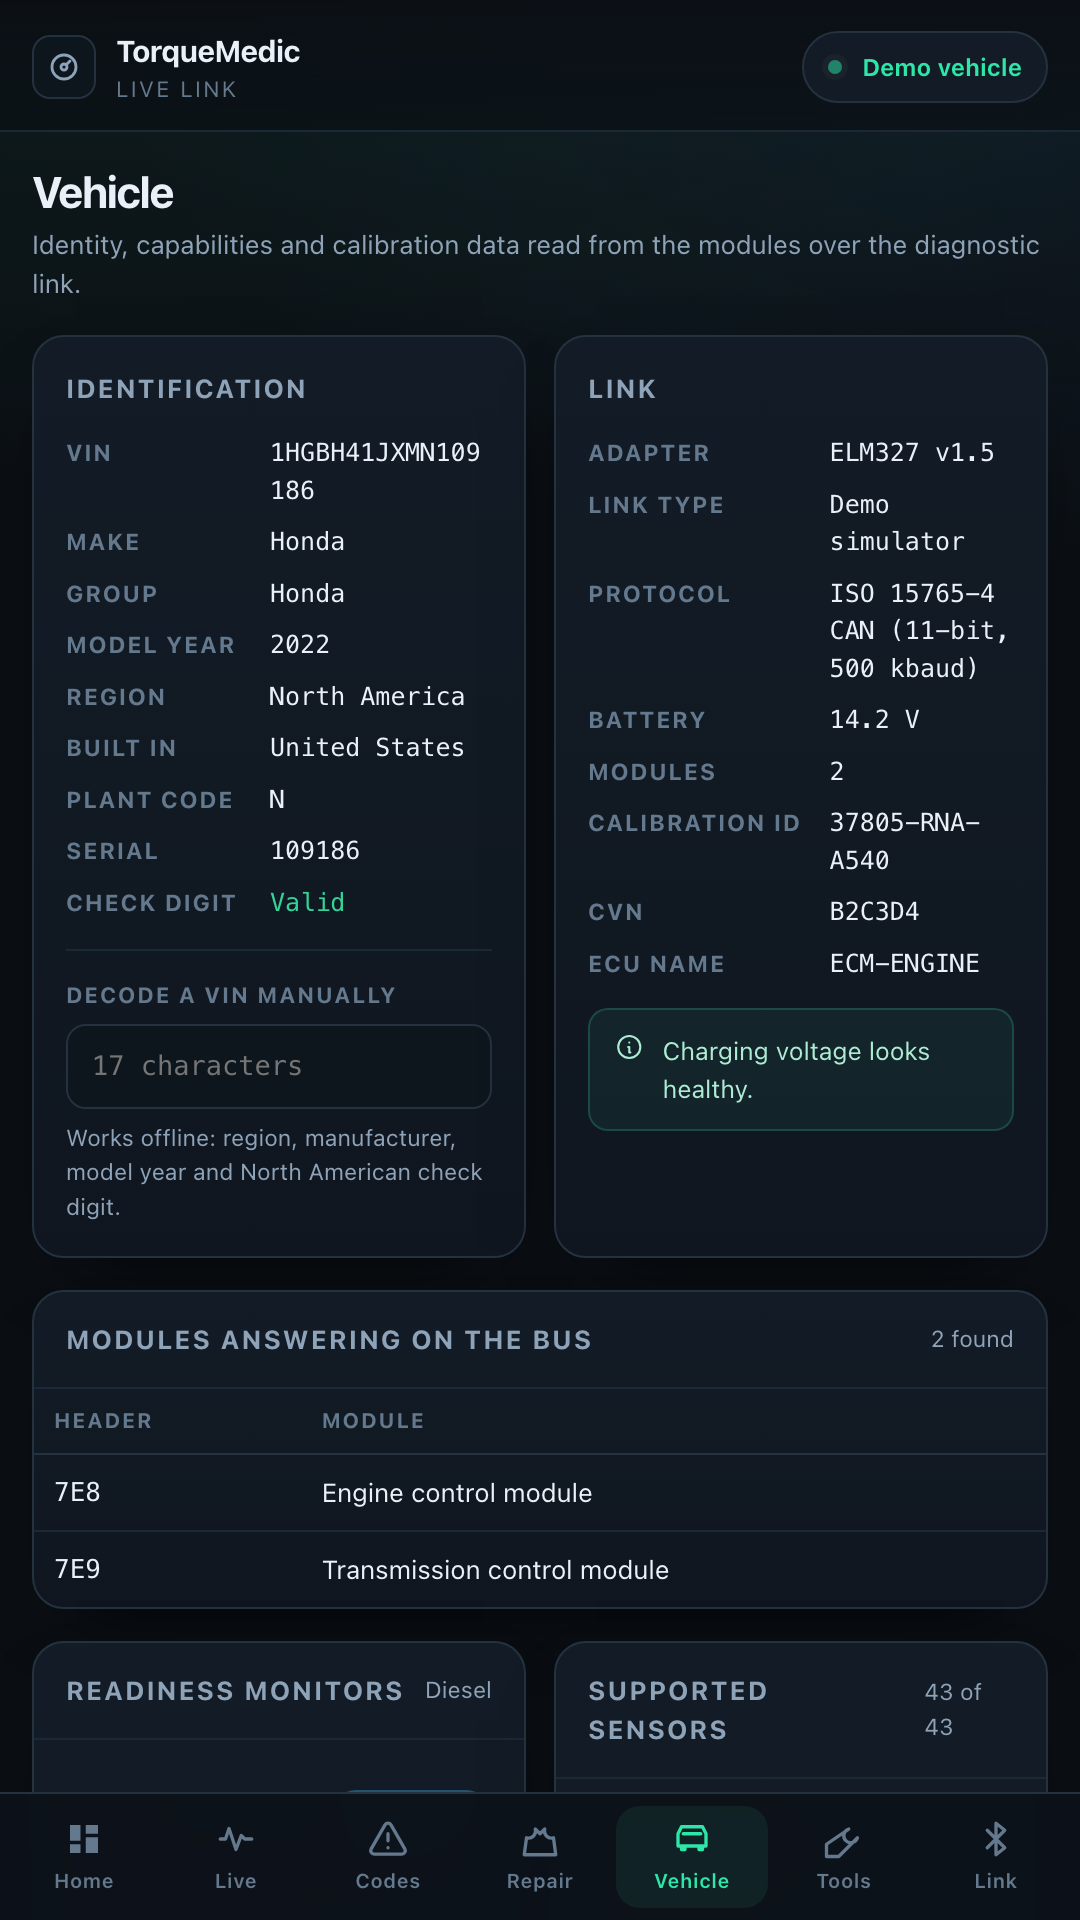 TorqueMedic
LIVE LINK
Demo vehicle
Vehicle
Identity, capabilities and calibration data read from the modules over the diagnostic
link.
IDENTIFICATION
VIN 1HGBH41JXMN109
186
MAKE Honda
GROUP Honda
MODEL YEAR 2022
REGION North America
BUILT IN United States
PLANT CODE N
SERIAL 109186
CHECK DIGIT Valid
DECODE A VIN MANUALLY
17 characters
Works offline: region, manufacturer,
model year and North American check
digit.
LINK
ADAPTER ELM327 v1.5
LINK TYPE Demo
simulator
PROTOCOL ISO 15765-4
CAN (11-bit,
500 kbaud)
BATTERY 14.2 V
MODULES 2
CALIBRATION ID 37805-RNA-
A540
CVN B2C3D4
ECU NAME ECM-ENGINE
Charging voltage looks
healthy.
MODULES ANSWERING ON THE BUS 2 found
HEADER MODULE
7E8 Engine control module
7E9 Transmission control module
READINESS MONITORS Diesel
SUPPORTED
SENSORS
43 of
43
Home Live Codes Repair Vehicle Tools Link